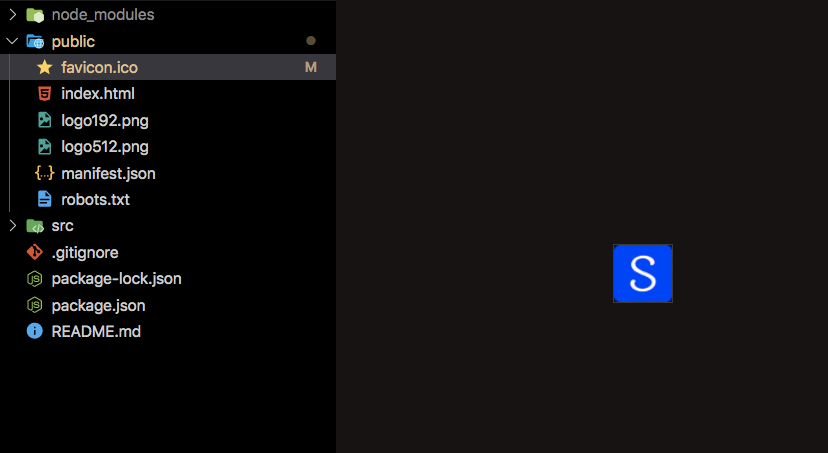 node_modules
public
favicon.ico M
index.html
logo192.png
logo512.png
manifest.json
robots.txt
src
.gitignore
package-lock.json
package.json
README.md
S